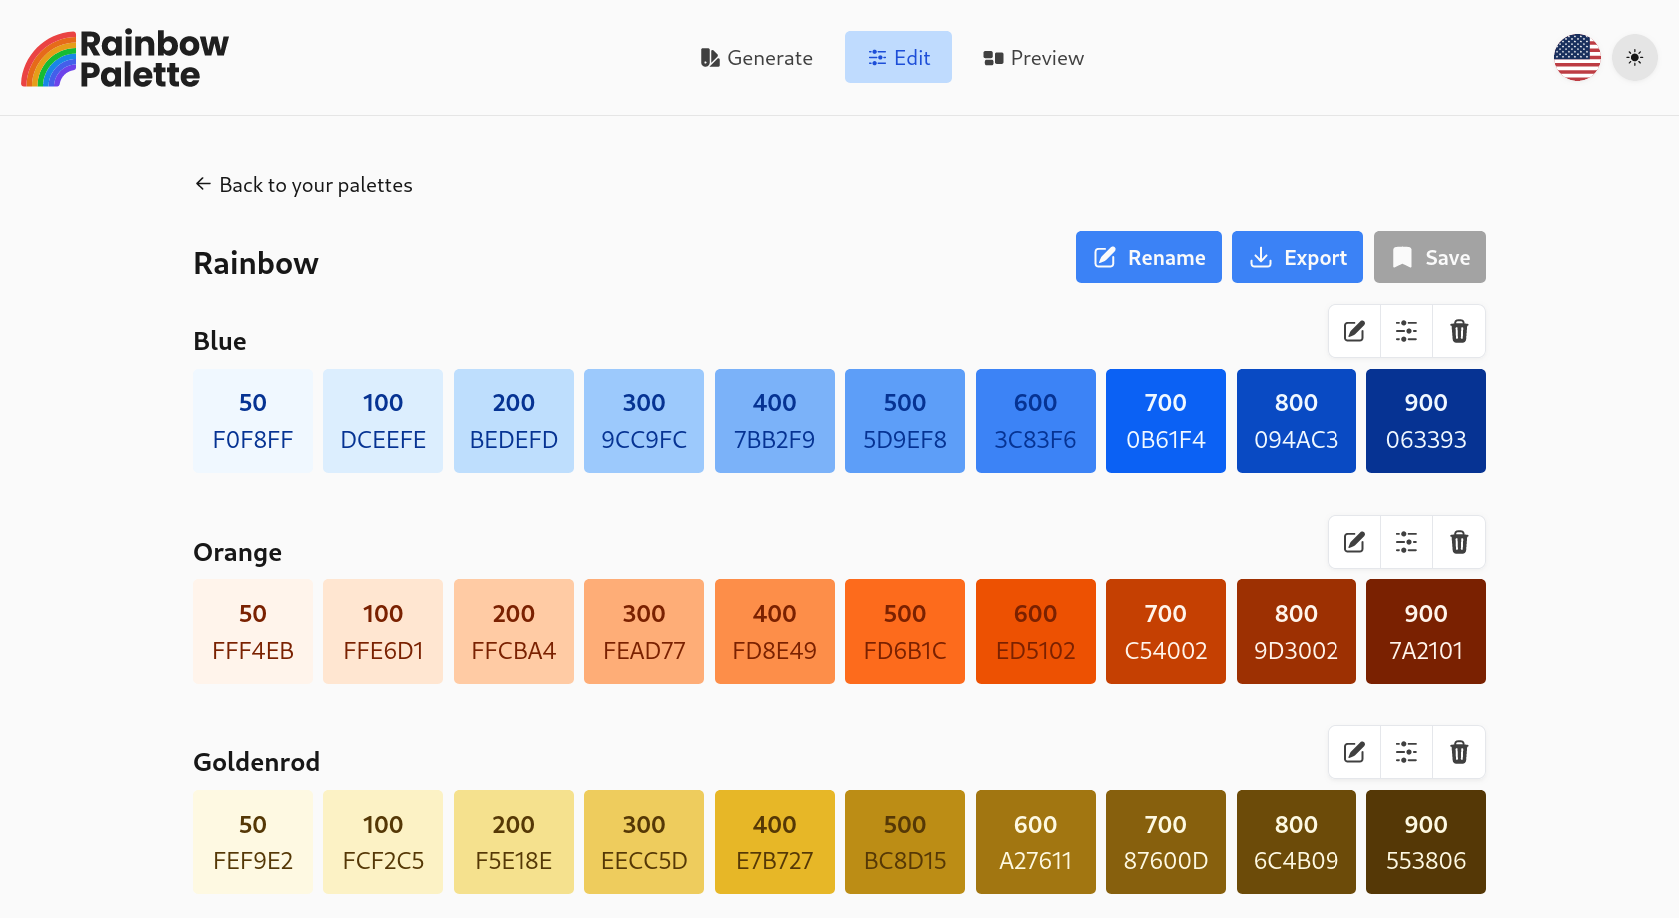 Rainbow
Palette
Generate
Edit
Preview
Back to your palettes
Rainbow
Rename
Export
Save
Blue
50 100 200 300 400 500 600 700 800 900
F0F8FF DCEEFE BEDEFD 9CC9FC 7BB2F9 5D9EF8 3C83F6 0B61F4 094AC3 063393
Orange
50 100 200 300 400 500 600 700 800 900
FFF4EB FFE6D1 FFCBA4 FEAD77 FD8E49 FD6B1C ED5102 C54002 9D3002 7A2101
Goldenrod
50 100 200 300 400 500 600 700 800 900
FEF9E2 FCF2C5 F5E18E EECC5D E7B727 BC8D15 A27611 87600D 6C4B09 553806